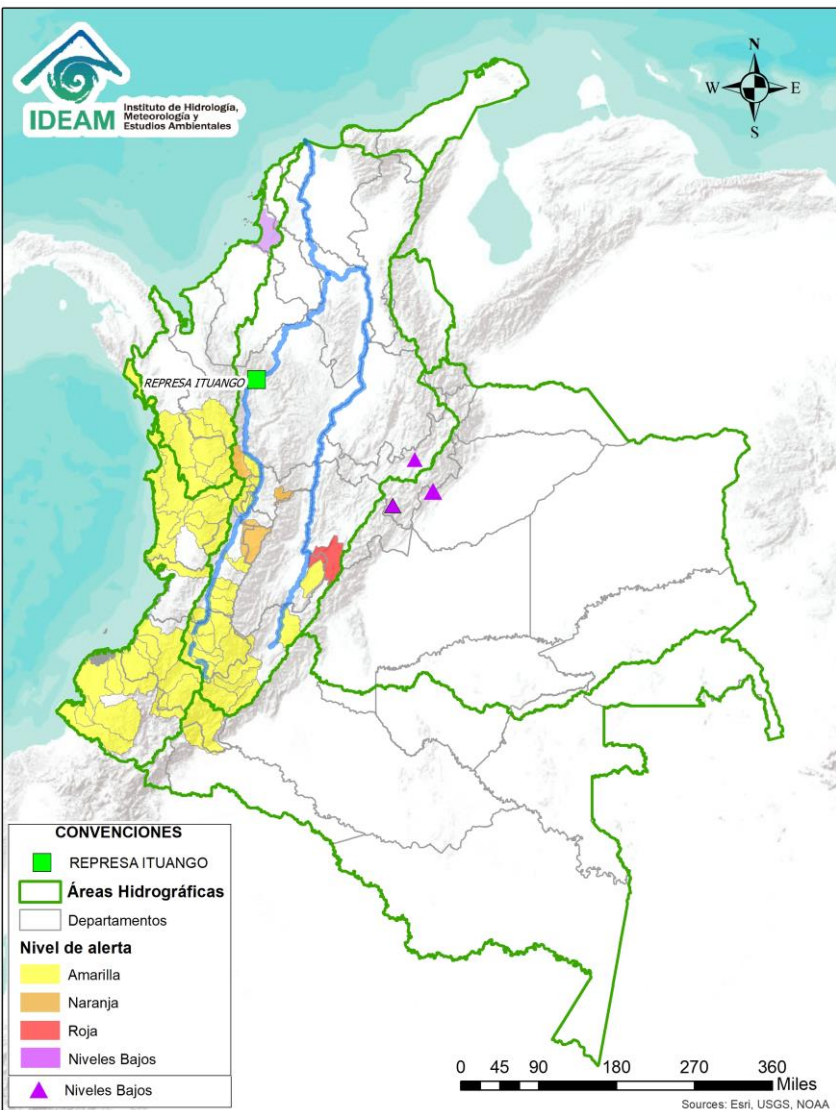 IDEAM
Instituto de Hidrología,
Meteorología y
Estudios Ambientales
N
W
E
S
REPRESA ITUANGO
CONVENCIONES
REPRESA ITUANGO
Áreas Hidrográficas
Departamentos
Nivel de alerta
Amarilla
Naranja
Roja
Niveles Bajos
Niveles Bajos
0 45 90 180 270 360
Miles
Sources: Esri, USGS, NOAA